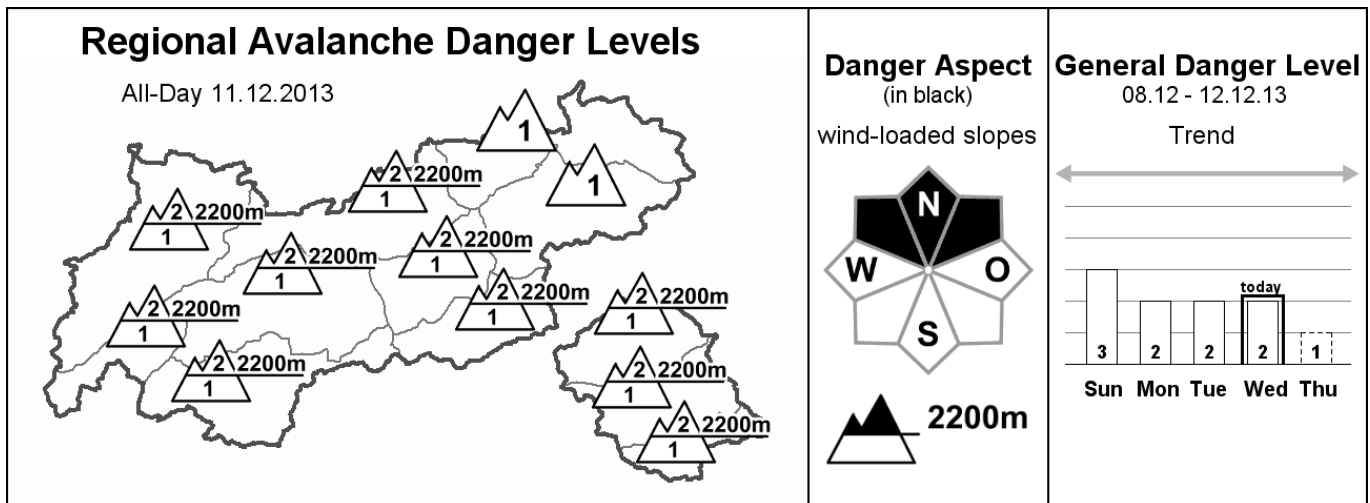 Regional Avalanche Danger Levels
All-Day 11.12.2013
1
1
2 2200m
1
2 2200m
1
2 2200m
1
2 2200m
1
2 2200m
1
2 2200m
1
2 2200m
1
2 2200m
1
2 2200m
1
2 2200m
1
Danger Aspect
(in black)
wind-loaded slopes
N
W
O
S
2200m
General Danger Level
08.12 - 12.12.13
Trend
today
3 2 2 2 1
Sun Mon Tue Wed Thu